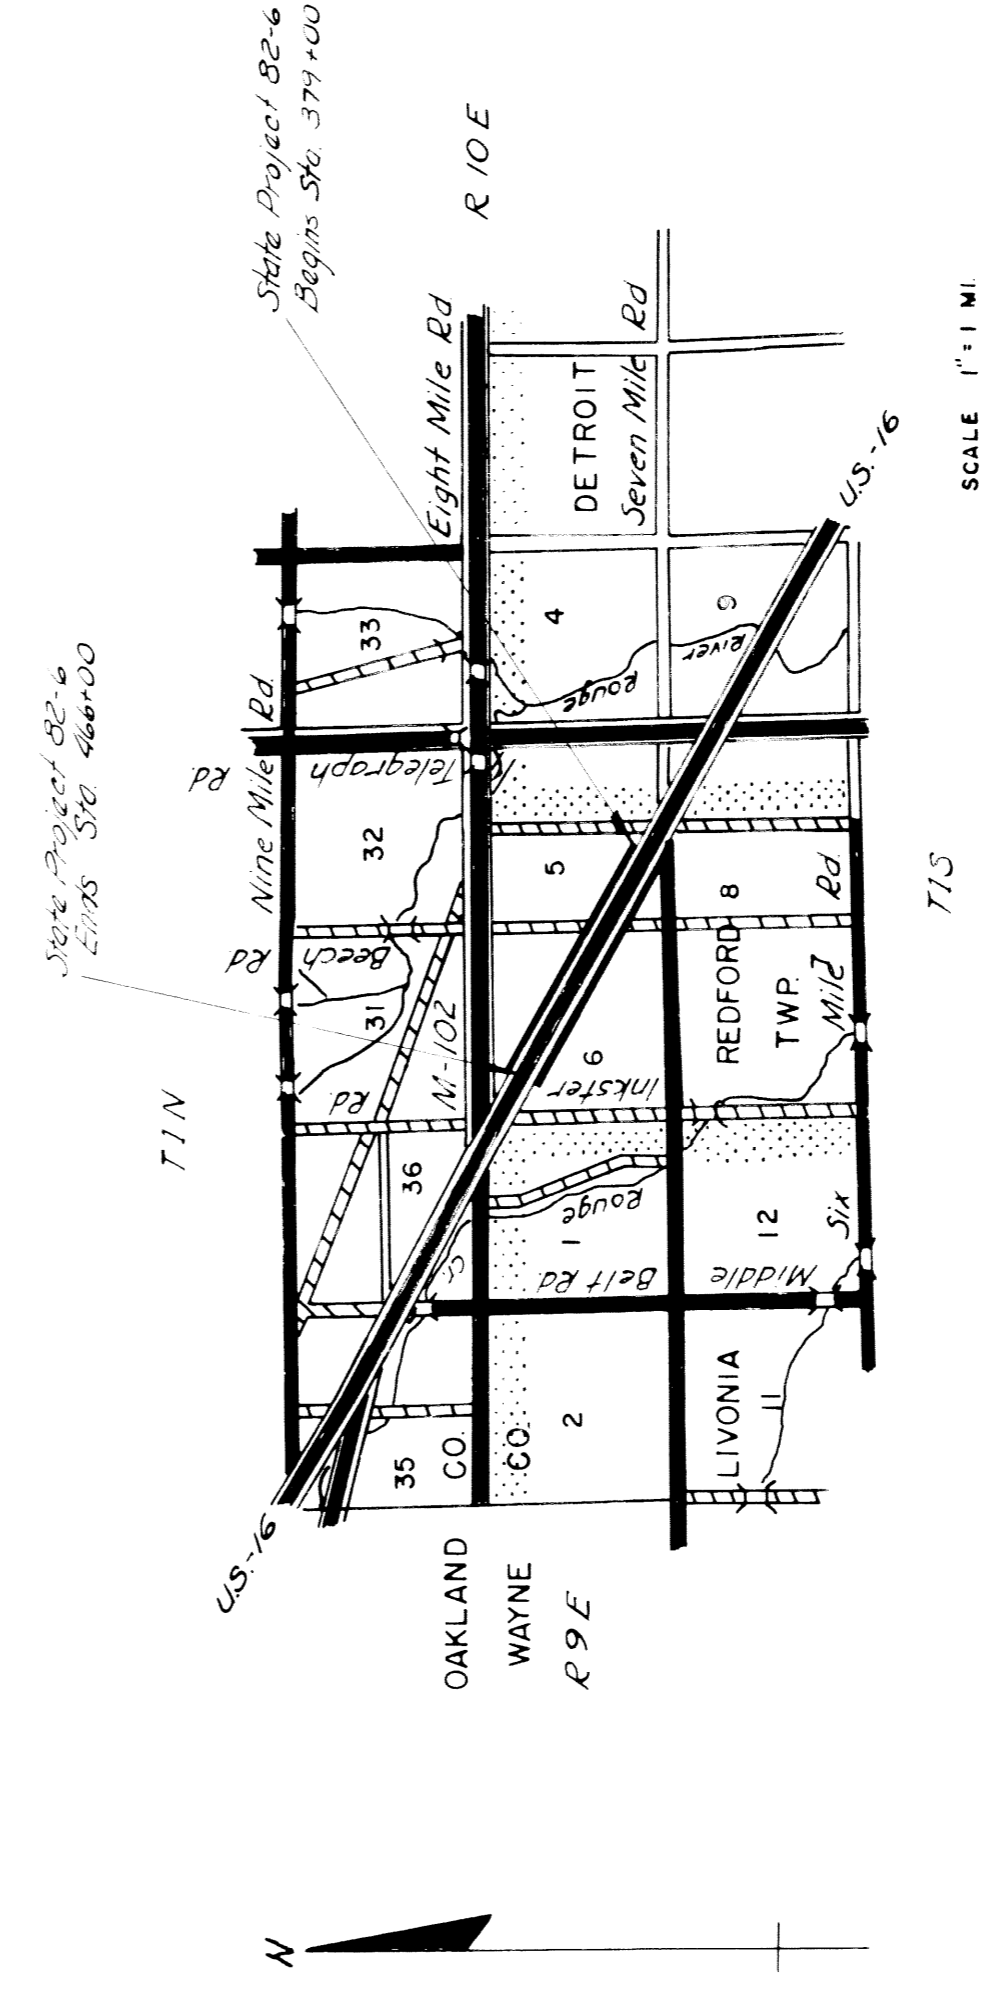 State Project 82-6
Begins Sta. 379+00
State Project 82-6
Ends Sta. 466+00
R 10 E
T 1 N
T 1 S
R 9 E
U.S.-16
U.S.-16
Nine Mile Rd.
Eight Mile Rd.
Seven Mile Rd
Six Mile Rd.
M-102
Telegraph Rd.
Beech Rd
Inkster Rd
Middle Belt Rd.
Rouge River
Rouge
Cr.
DETROIT
REDFORD
TWP.
LIVONIA
OAKLAND CO.
WAYNE CO.
33
32
31
36
35
4
5
6
1
2
9
8
12
11
N
SCALE 1"=1 MI.